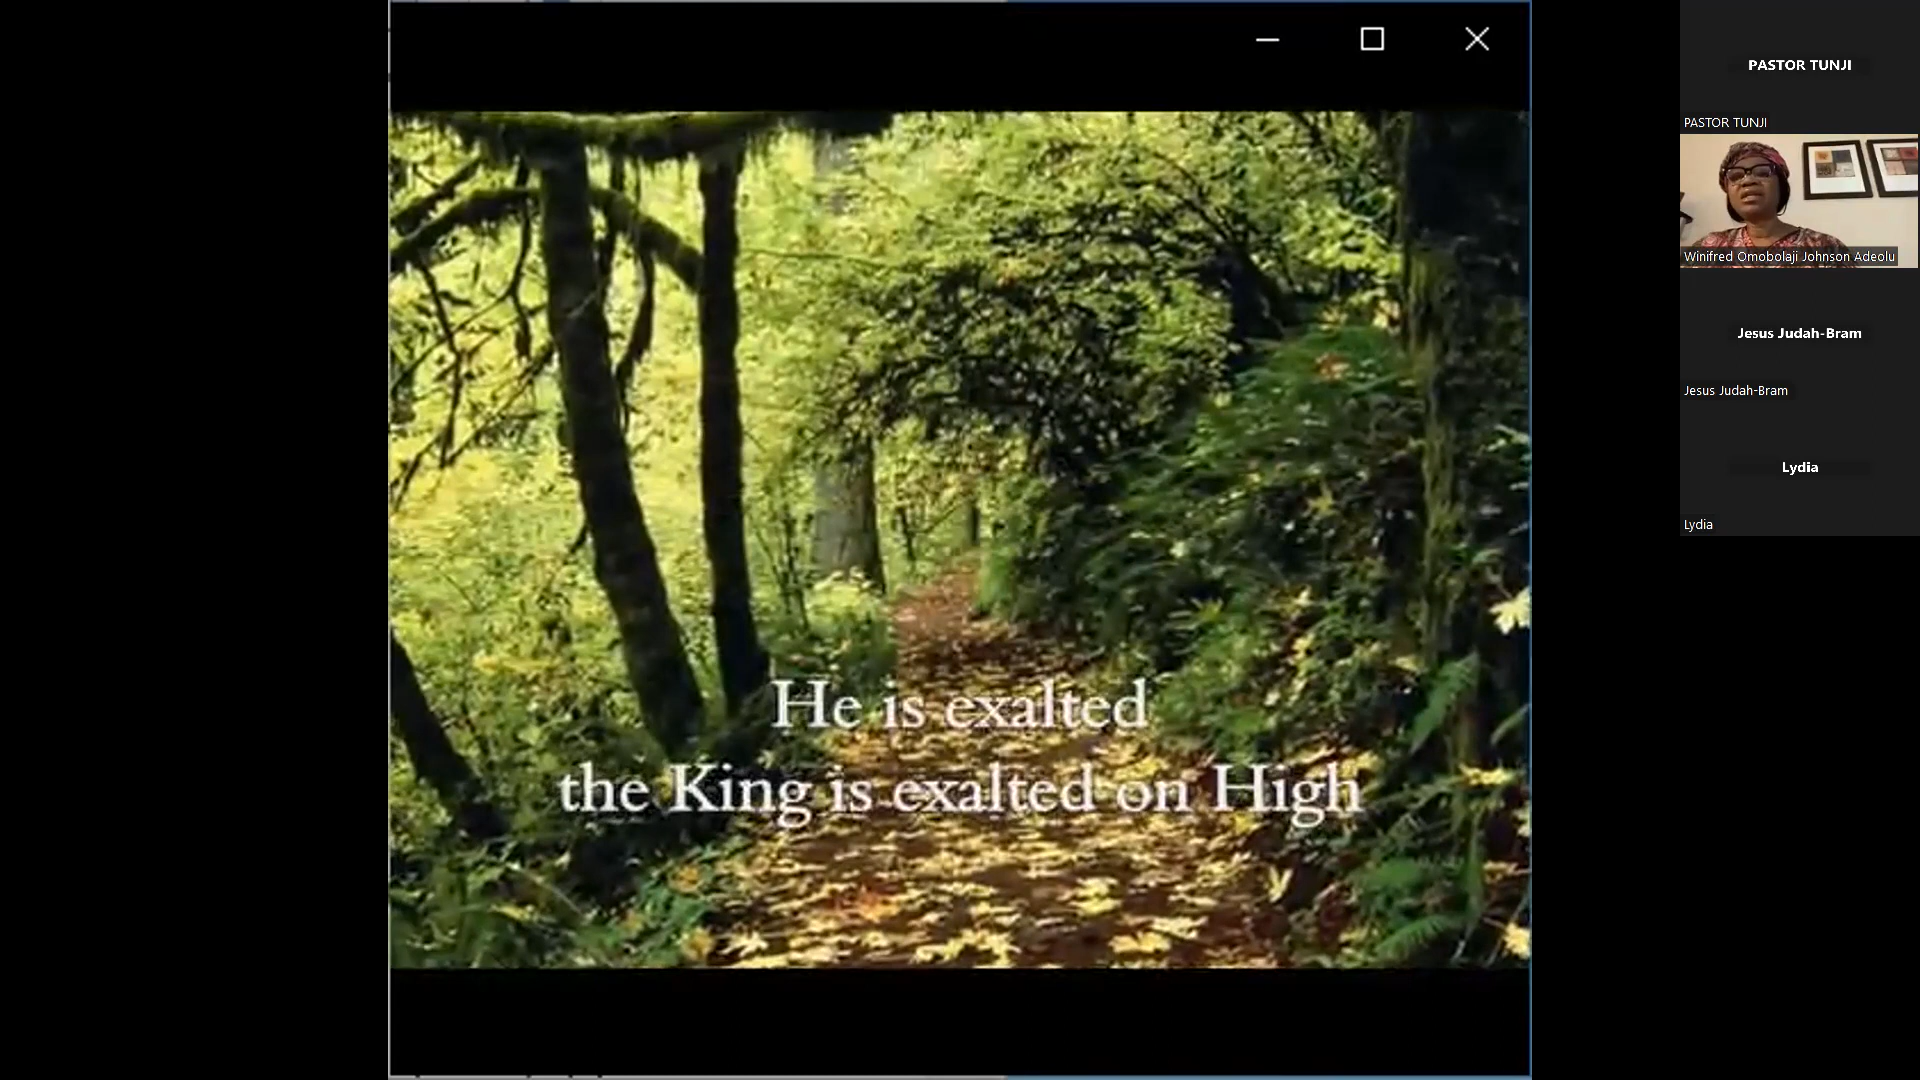 He is exalted
the King is exalted on High
PASTOR TUNJI
PASTOR TUNJI
Winifred Omobolaji Johnson Adeolu
Jesus Judah-Bram
Jesus Judah-Bram
Lydia
Lydia